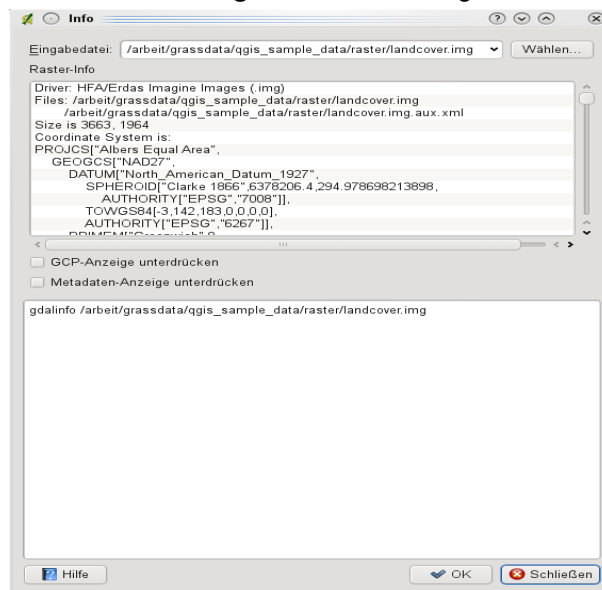 Info
Eingabedatei: /arbeit/grassdata/qgis_sample_data/raster/landcover.img Wählen...
Raster-Info
Driver: HFA/Erdas Imagine Images (.img)
Files: /arbeit/grassdata/qgis_sample_data/raster/landcover.img
/arbeit/grassdata/qgis_sample_data/raster/landcover.img.aux.xml
Size is 3663, 1964
Coordinate System is:
PROJCS["Albers Equal Area",
GEOGCS["NAD27",
DATUM["North_American_Datum_1927",
SPHEROID["Clarke 1866",6378206.4,294.978698213898,
AUTHORITY["EPSG","7008"]],
TOWGS84[-3,142,183,0,0,0,0],
AUTHORITY["EPSG","6267"]],
PRIMEM["Greenwich",0,
GCP-Anzeige unterdrücken
Metadaten-Anzeige unterdrücken
gdalinfo /arbeit/grassdata/qgis_sample_data/raster/landcover.img
Hilfe OK Schließen